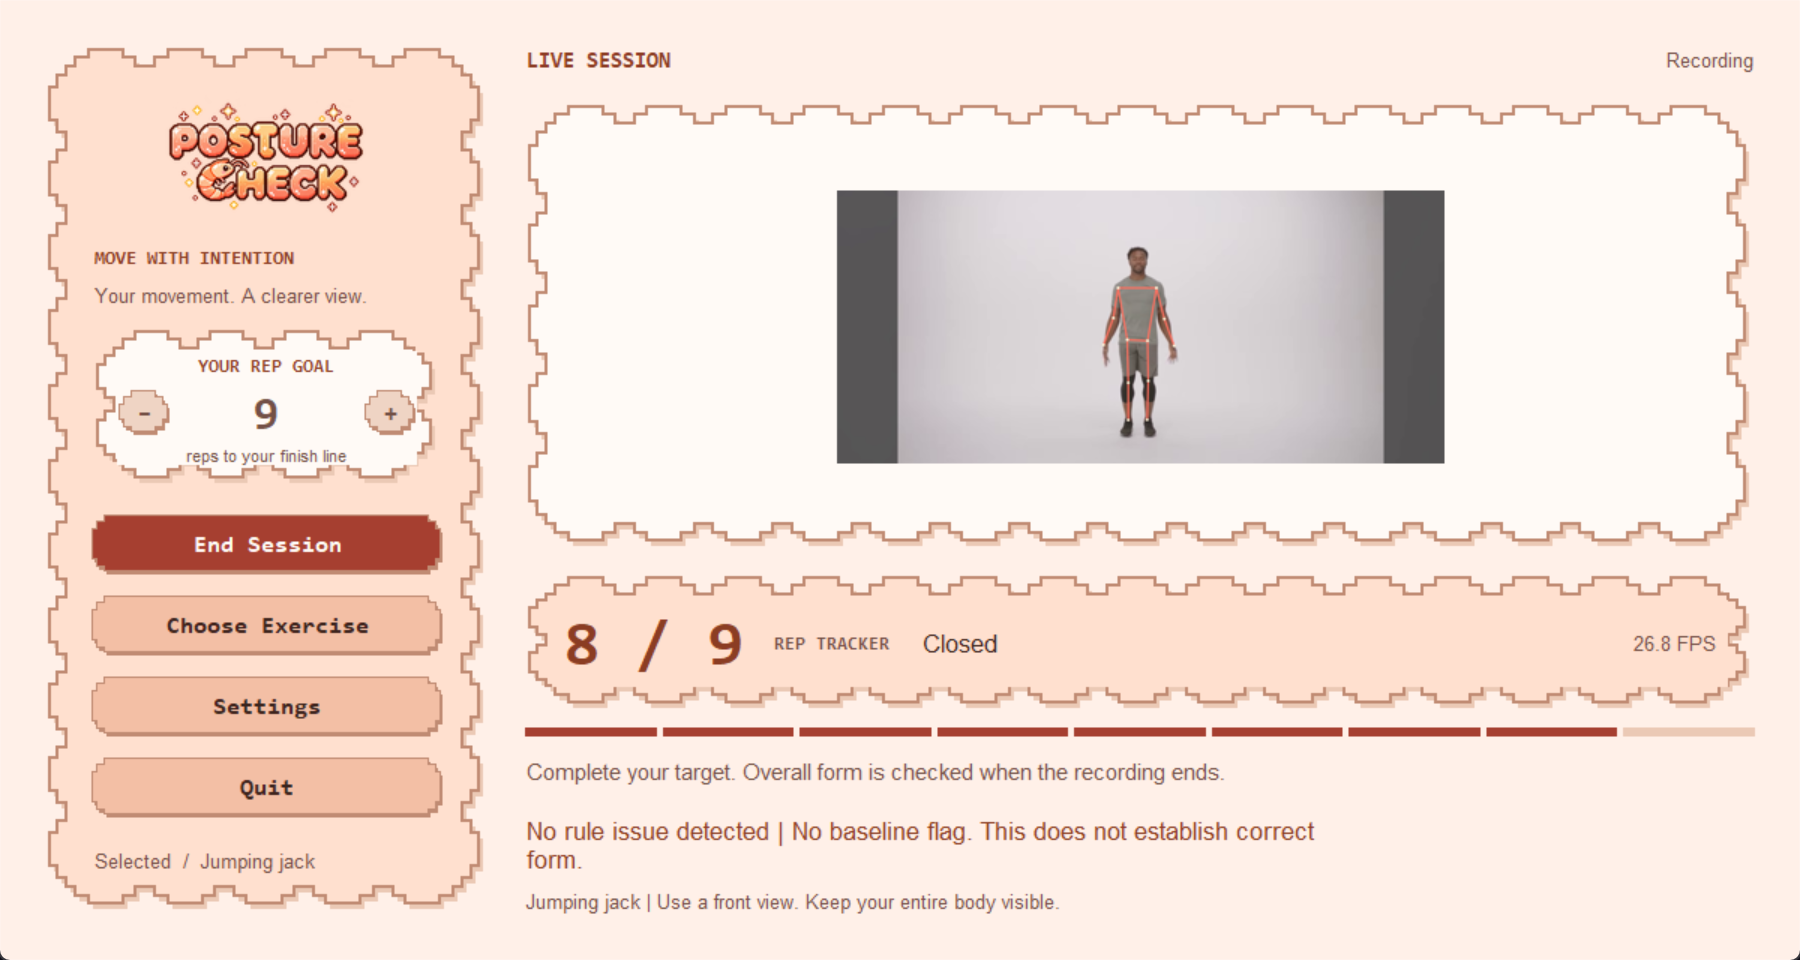 POSTURE
CHECK
MOVE WITH INTENTION
Your movement. A clearer view.
YOUR REP GOAL
- 9 +
reps to your finish line
End Session
Choose Exercise
Settings
Quit
Selected / Jumping jack
LIVE SESSION
Recording
8 / 9 REP TRACKER Closed 26.8 FPS
Complete your target. Overall form is checked when the recording ends.
No rule issue detected | No baseline flag. This does not establish correct
form.
Jumping jack | Use a front view. Keep your entire body visible.